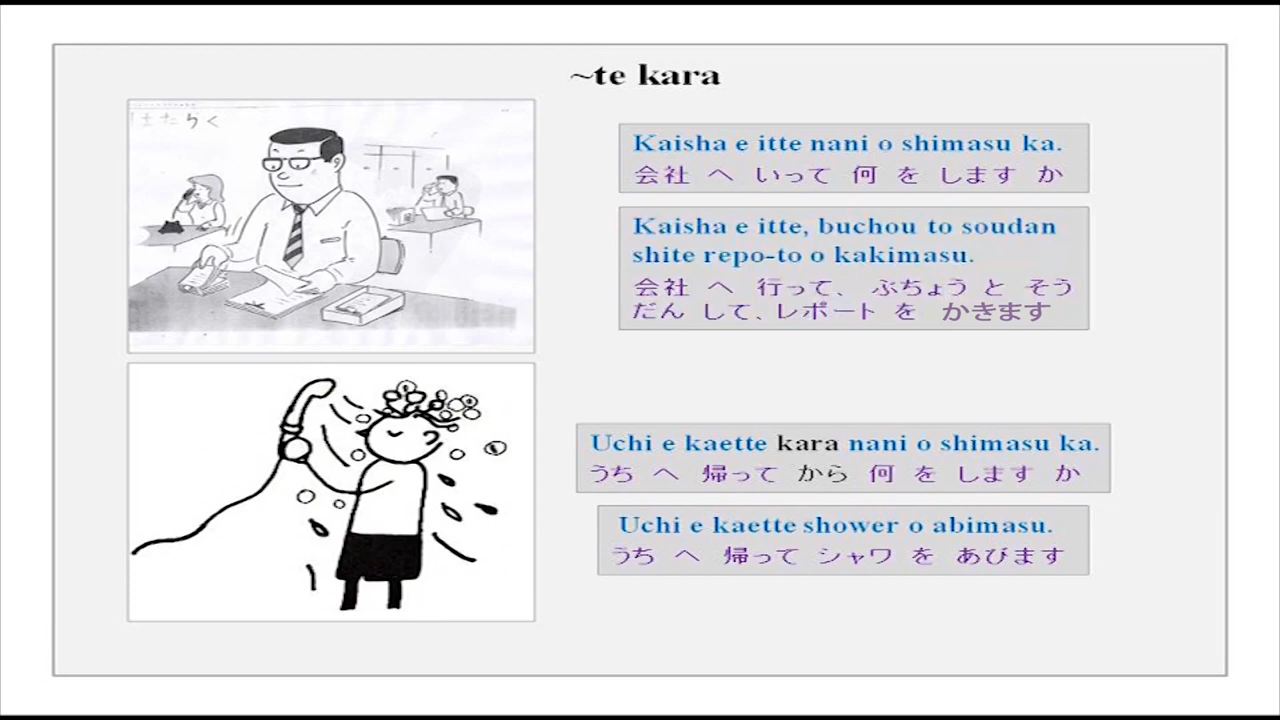 ~te kara
はたらく
Kaisha e itte nani o shimasu ka.
会社 へ いって 何 を します か
Kaisha e itte, buchou to soudan
shite repo-to o kakimasu.
会社 へ 行って、 ぶちょう と そう
だん して、レポート を かきます
Uchi e kaette kara nani o shimasu ka.
うち へ 帰って から 何 を します か
Uchi e kaette shower o abimasu.
うち へ 帰って シャワ を あびます